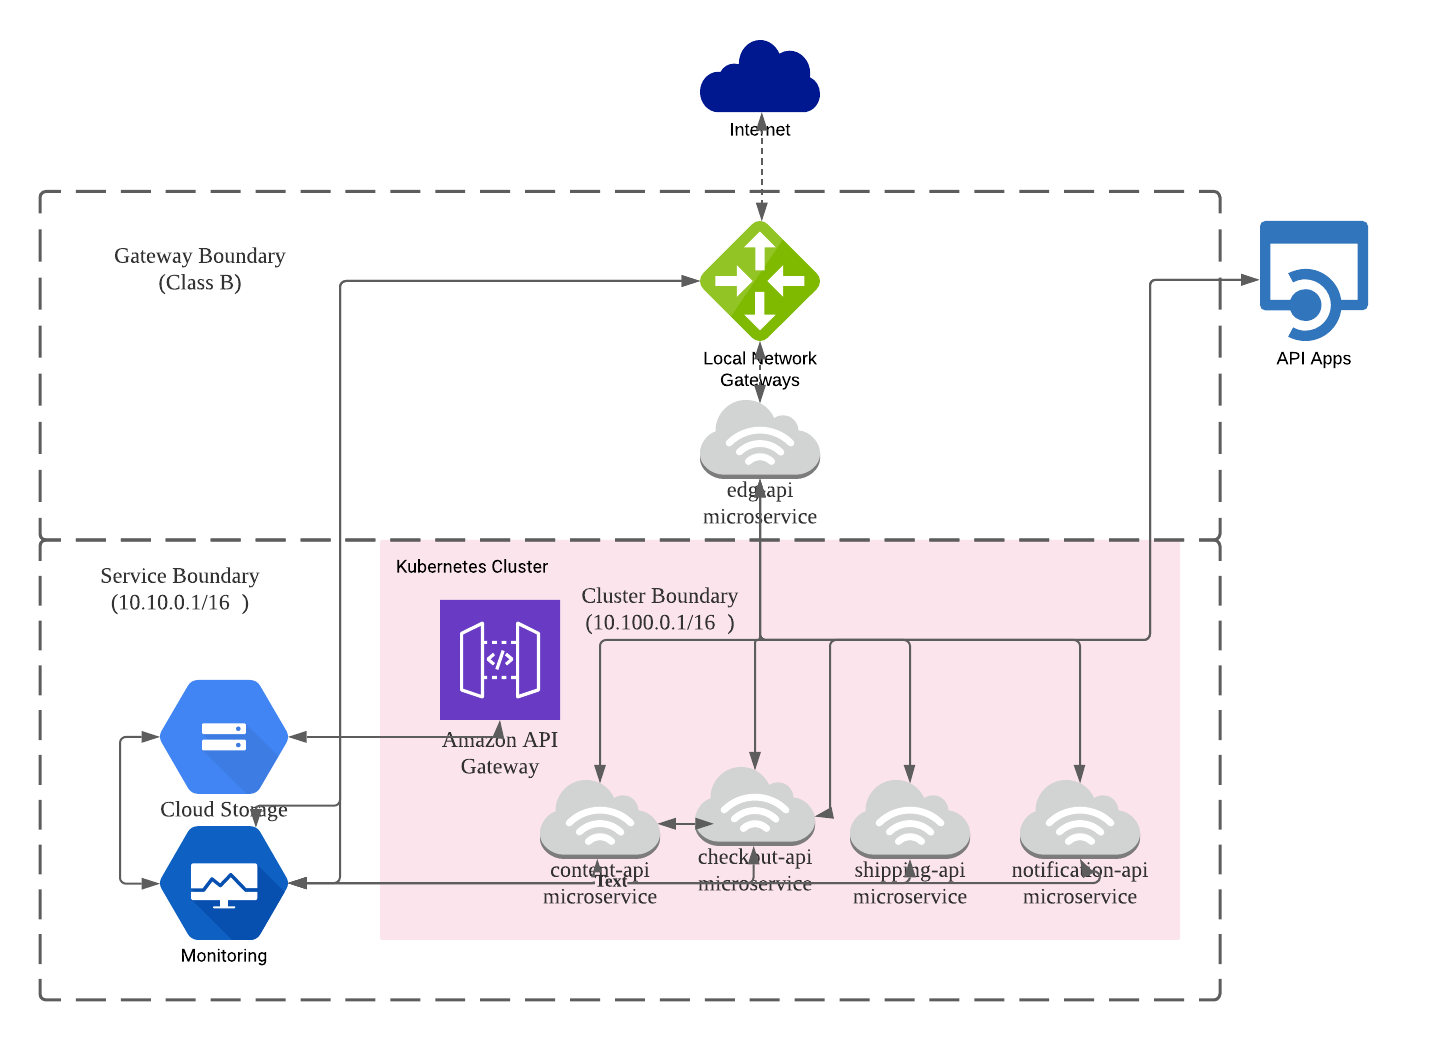 Internet
Gateway Boundary
(Class B)
Local Network
Gateways
API Apps
edg-api
microservice
Kubernetes Cluster
Service Boundary
(10.10.0.1/16 )
Cluster Boundary
(10.100.0.1/16 )
Amazon API
Gateway
Cloud Storage
content-api
microservice
Text
checkout-api
microservice
shipping-api
microservice
notification-api
microservice
Monitoring